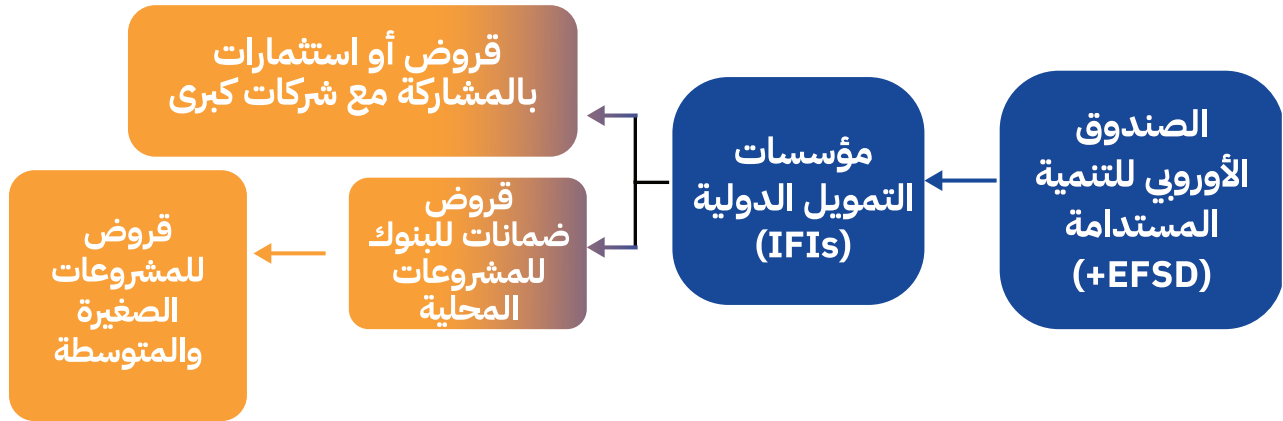 الصندوق
الأوروبي للتنمية
المستدامة
(EFSD+)
مؤسسات
التمويل الدولية
(IFIs)
قروض أو استثمارات
بالمشاركة مع شركات كبرى
قروض
ضمانات للبنوك
للمشروعات
المحلية
قروض
للمشروعات
الصغيرة
والمتوسطة